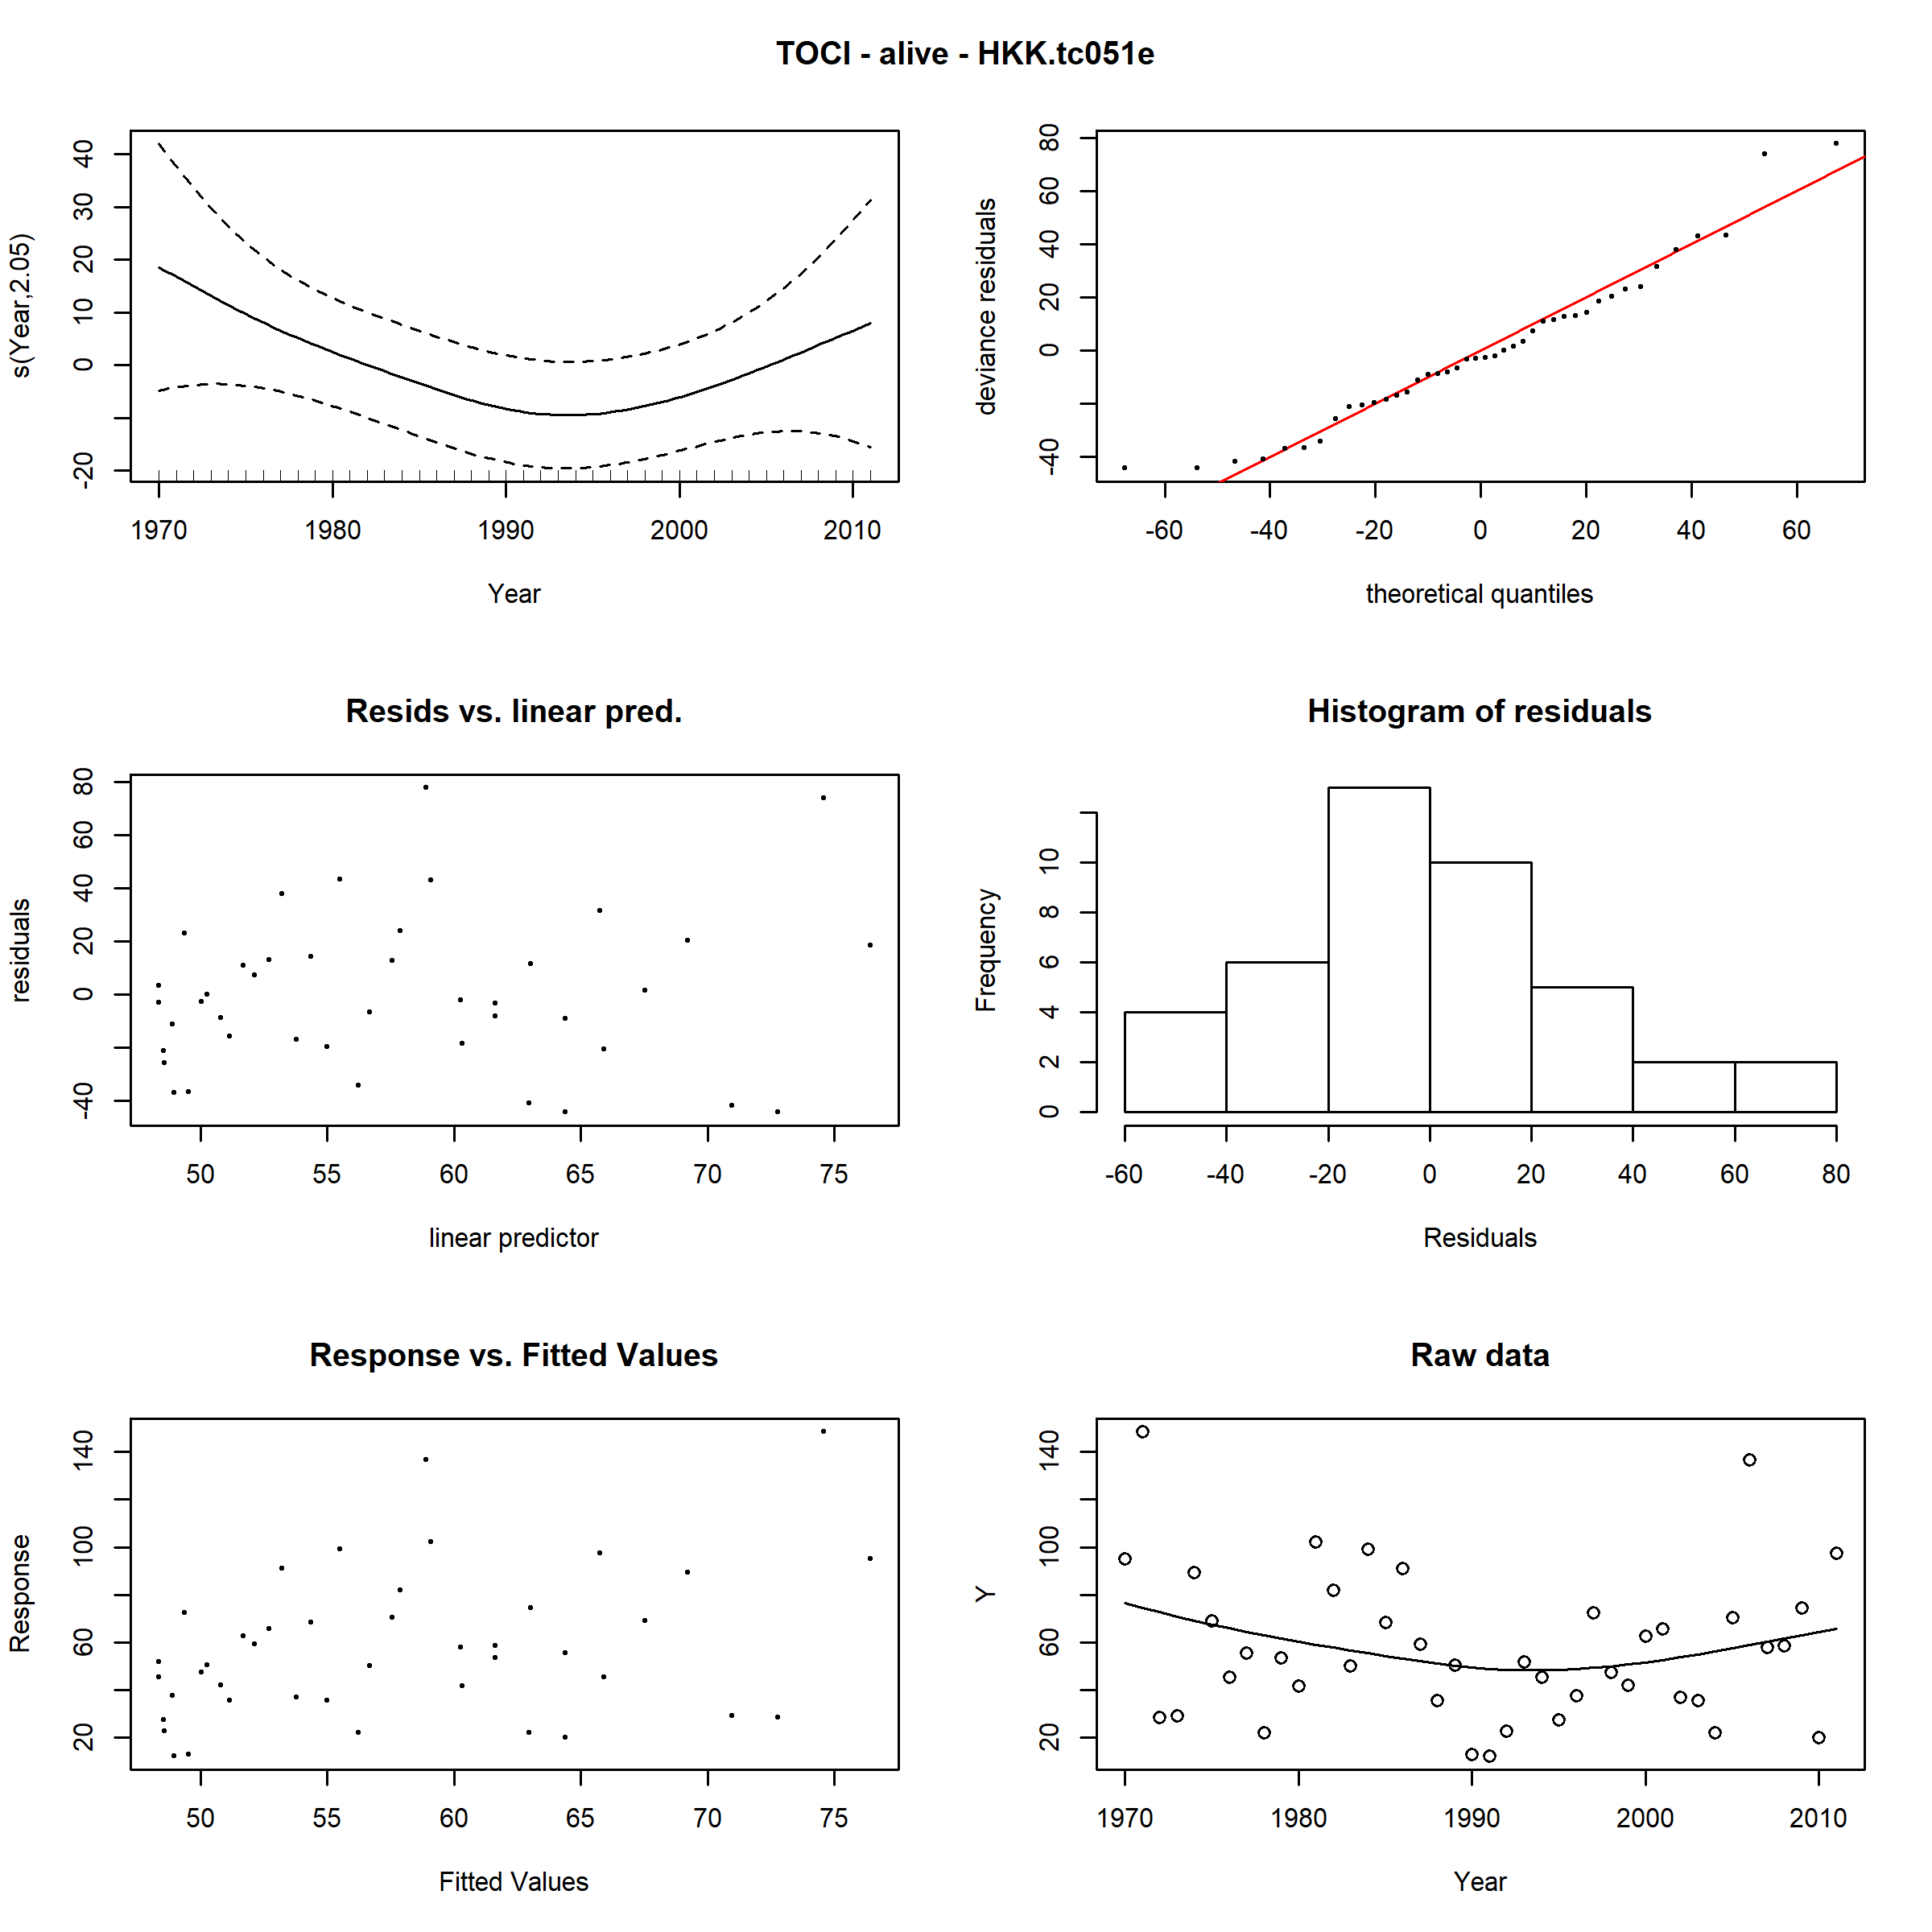 TOCI - alive - HKK.tc051e
s(Year,2.05)
40
30
20
10
0
-20
1970 1980 1990 2000 2010
Year
deviance residuals
80
60
40
20
0
-40
-60 -40 -20 0 20 40 60
theoretical quantiles
Resids vs. linear pred.
residuals
80
60
40
20
0
-40
50 55 60 65 70 75
linear predictor
Histogram of residuals
Frequency
10
8
6
4
2
0
-60 -40 -20 0 20 40 60 80
Residuals
Response vs. Fitted Values
Response
140
100
60
20
50 55 60 65 70 75
Fitted Values
Raw data
Y
140
100
60
20
1970 1980 1990 2000 2010
Year